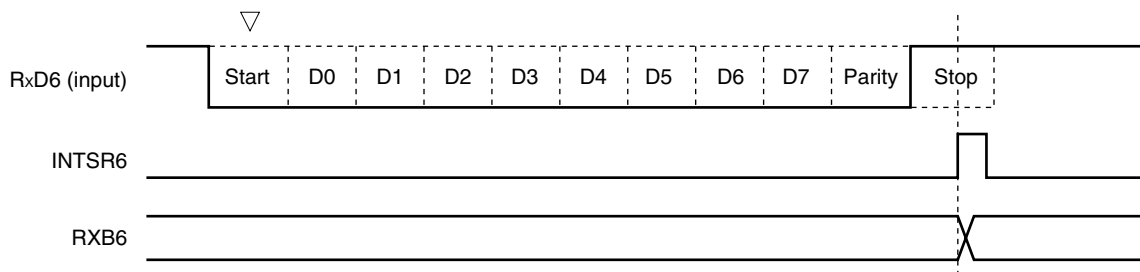 RxD6 (input) Start D0 D1 D2 D3 D4 D5 D6 D7 Parity Stop
INTSR6
RXB6